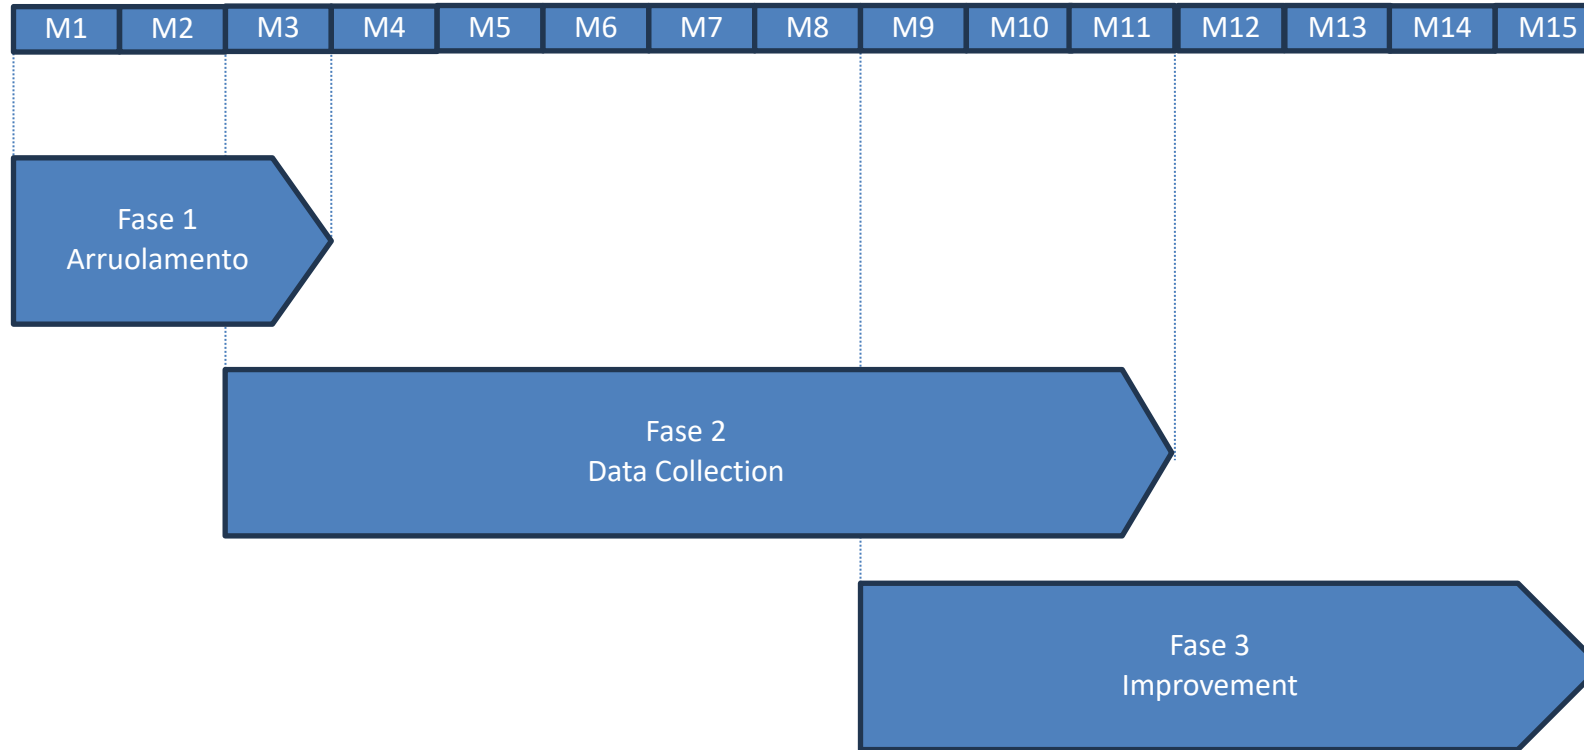 M1 M2 M3 M4 M5 M6 M7 M8 M9 M10 M11 M12 M13 M14 M15
Fase 1
Arruolamento
Fase 2
Data Collection
Fase 3
Improvement